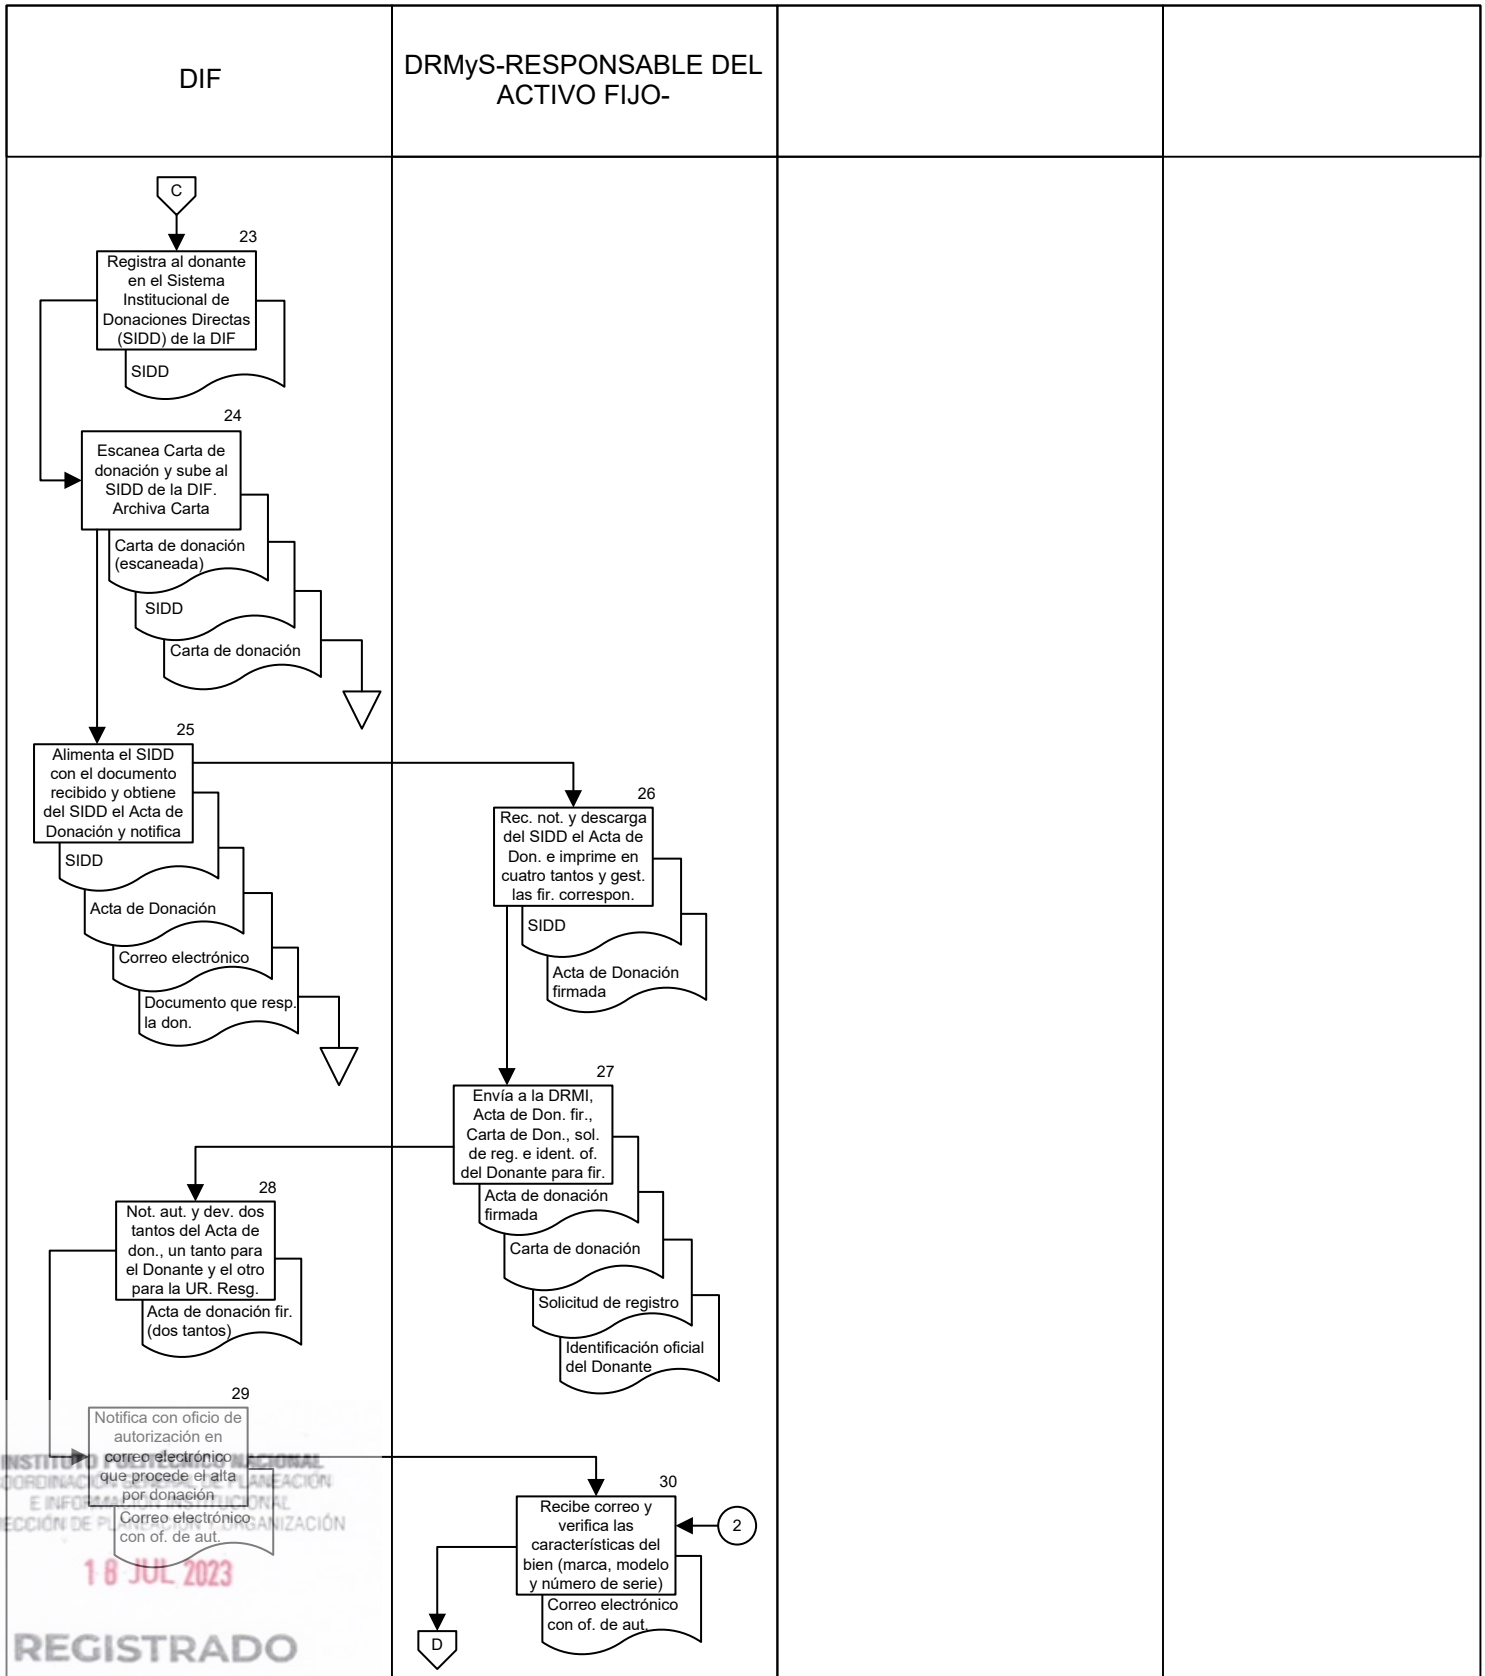 DIF
DRMyS-RESPONSABLE DEL
ACTIVO FIJO-
C
23
Registra al donante
en el Sistema
Institucional de
Donaciones Directas
(SIDD) de la DIF
SIDD
24
Escanea Carta de
donación y sube al
SIDD de la DIF.
Archiva Carta
Carta de donación
(escaneada)
SIDD
Carta de donación
25
Alimenta el SIDD
con el documento
recibido y obtiene
del SIDD el Acta de
Donación y notifica
SIDD
Acta de Donación
Correo electrónico
Documento que resp.
la don.
26
Rec. not. y descarga
del SIDD el Acta de
Don. e imprime en
cuatro tantos y gest.
las fir. correspon.
SIDD
Acta de Donación
firmada
27
Envía a la DRMI,
Acta de Don. fir.,
Carta de Don., sol.
de reg. e ident. of.
del Donante para fir.
Acta de donación
firmada
Carta de donación
Solicitud de registro
Identificación oficial
del Donante
28
Not. aut. y dev. dos
tantos del Acta de
don., un tanto para
el Donante y el otro
para la UR. Resg.
Acta de donación fir.
(dos tantos)
29
Notifica con oficio de
autorización en
correo electrónico
que procede el alta
por donación
Correo electrónico
con of. de aut.
30
Recibe correo y
verifica las
características del
bien (marca, modelo
y número de serie)
Correo electrónico
con of. de aut.
2
D
INSTITUTO POLITÉCNICO NACIONAL
COORDINACIÓN GENERAL DE PLANEACIÓN
E INFORMACIÓN INSTITUCIONAL
DIRECCIÓN DE PLANEACIÓN Y ORGANIZACIÓN
18 JUL 2023
REGISTRADO